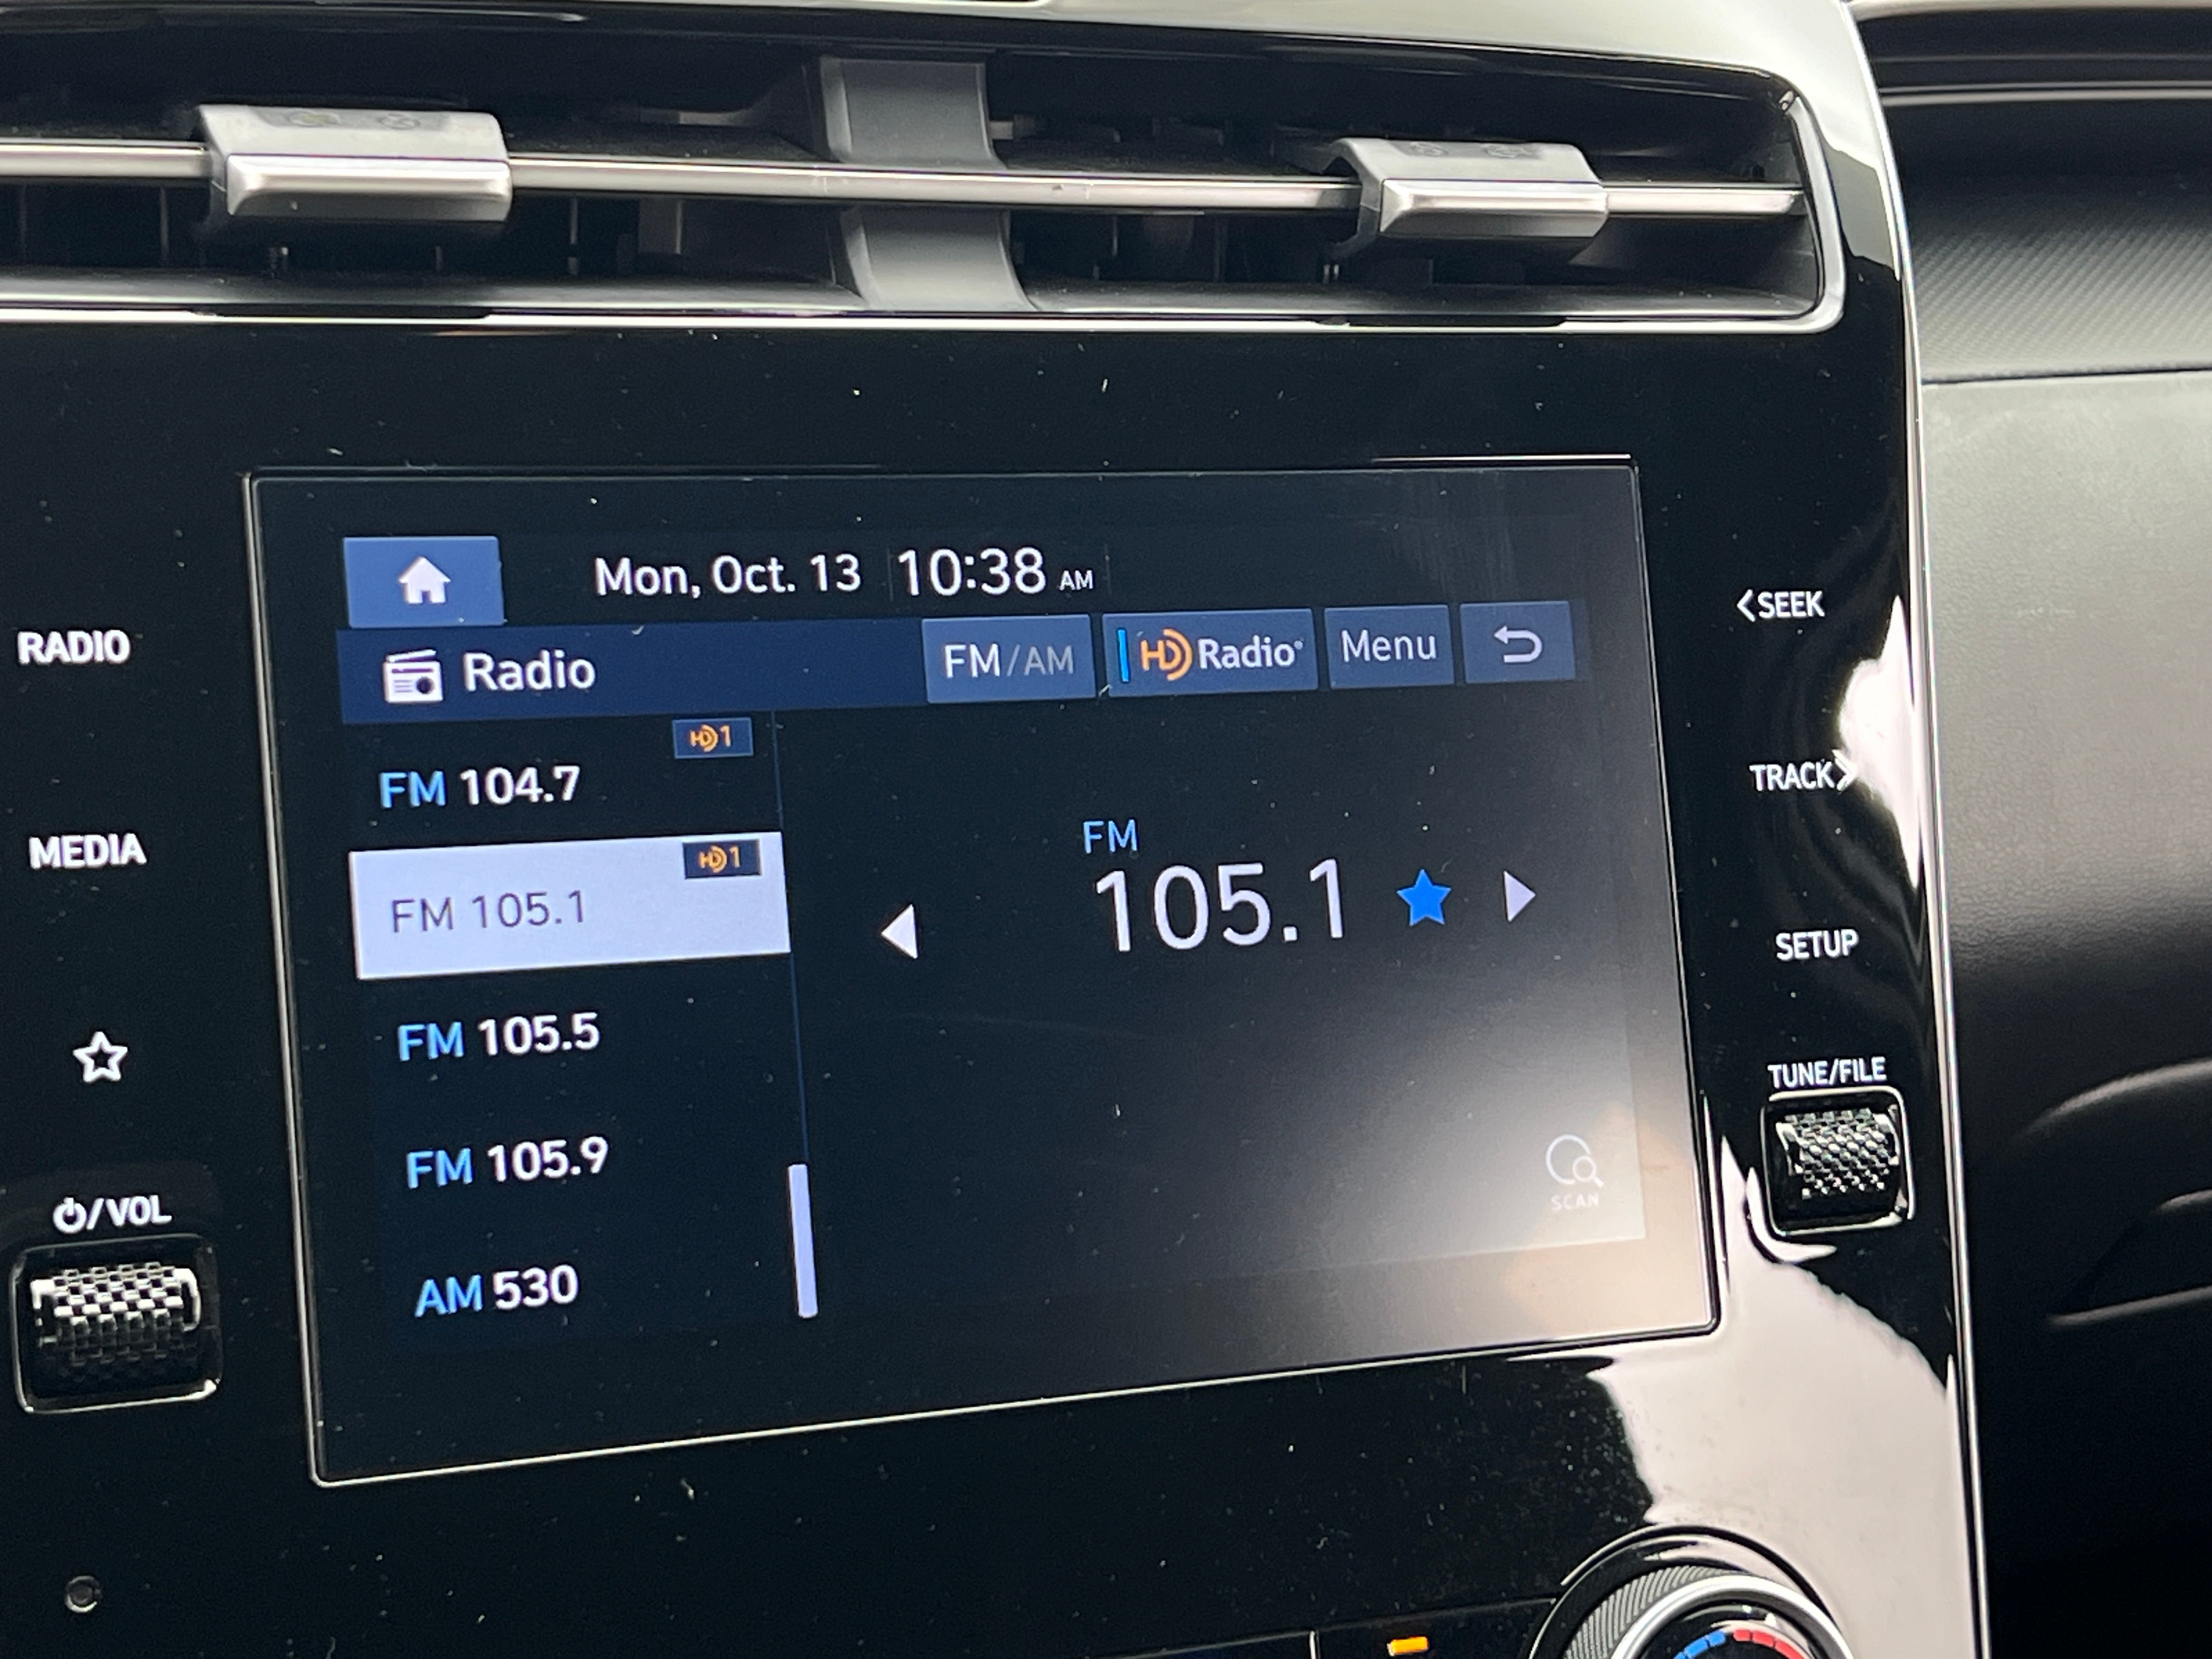 Mon, Oct. 13 10:38 AM
Radio FM/AM HD Radio® Menu
HD1
FM 104.7
HD1
FM 105.1
FM 105.5
FM 105.9
AM 530
FM
105.1
SCAN
RADIO
MEDIA
/VOL
<SEEK
TRACK>
SETUP
TUNE/FILE